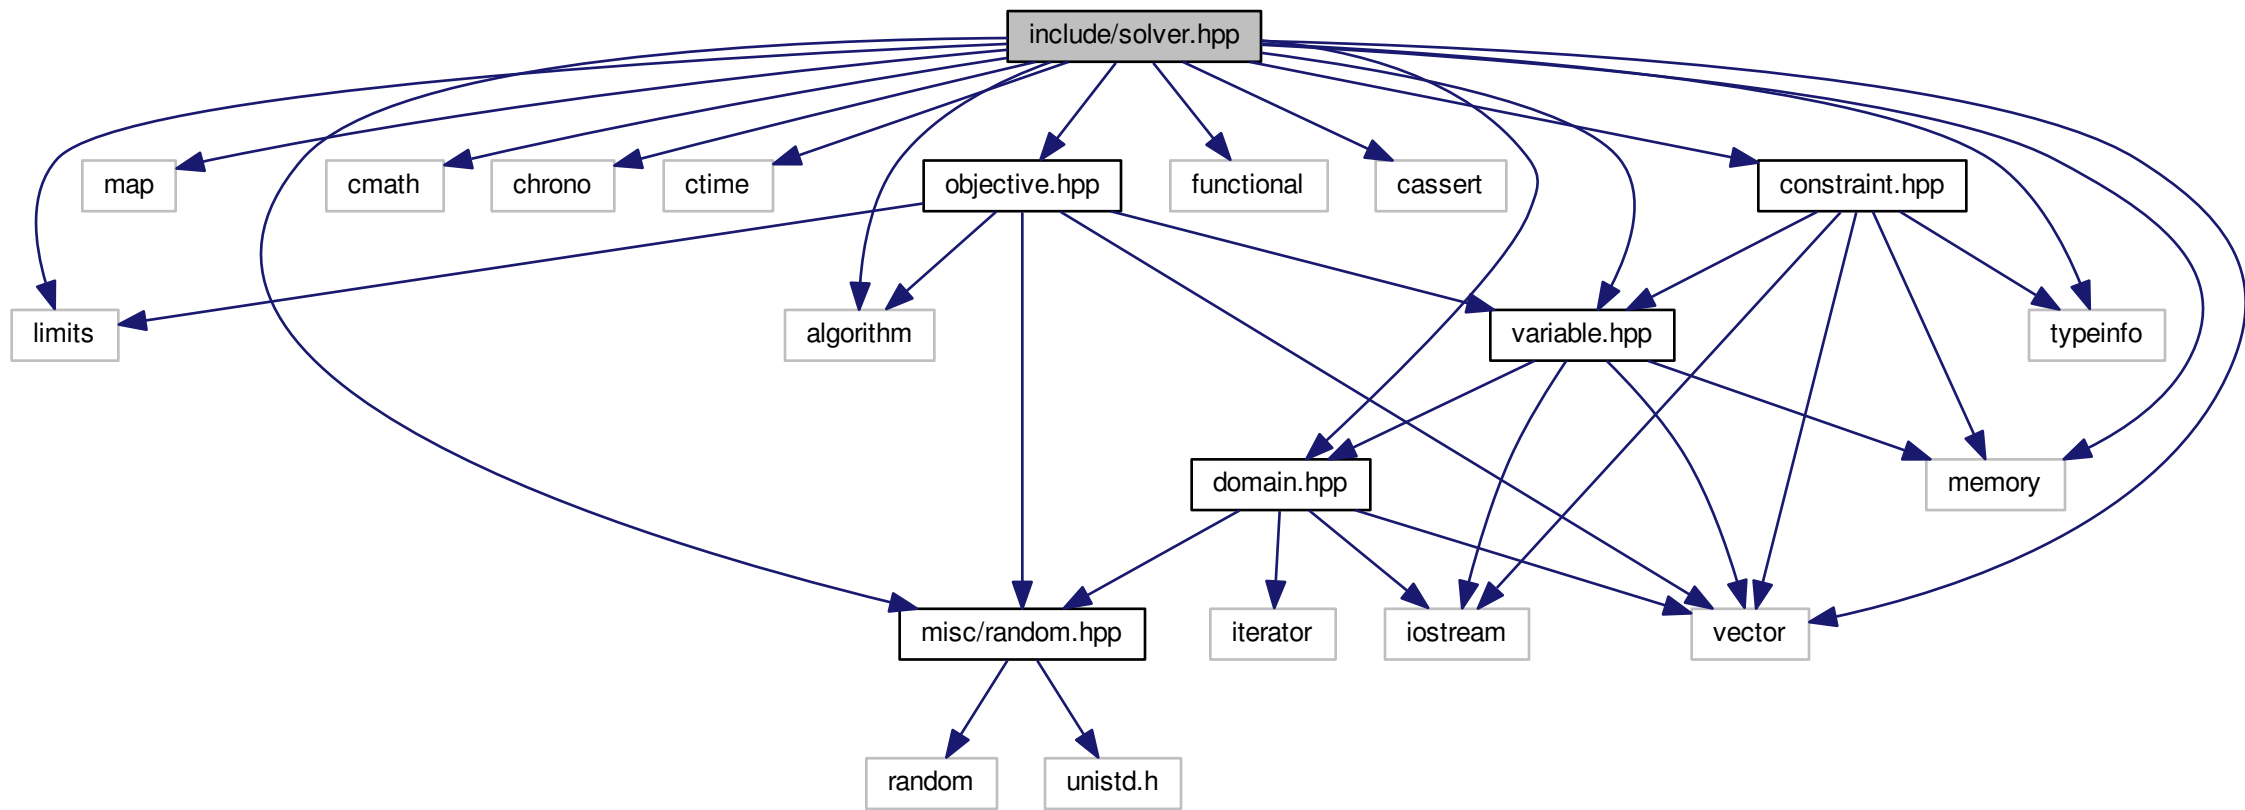 include/solver.hpp
map
cmath
chrono
ctime
objective.hpp
functional
cassert
constraint.hpp
limits
algorithm
variable.hpp
typeinfo
domain.hpp
memory
misc/random.hpp
iterator
iostream
vector
random
unistd.h